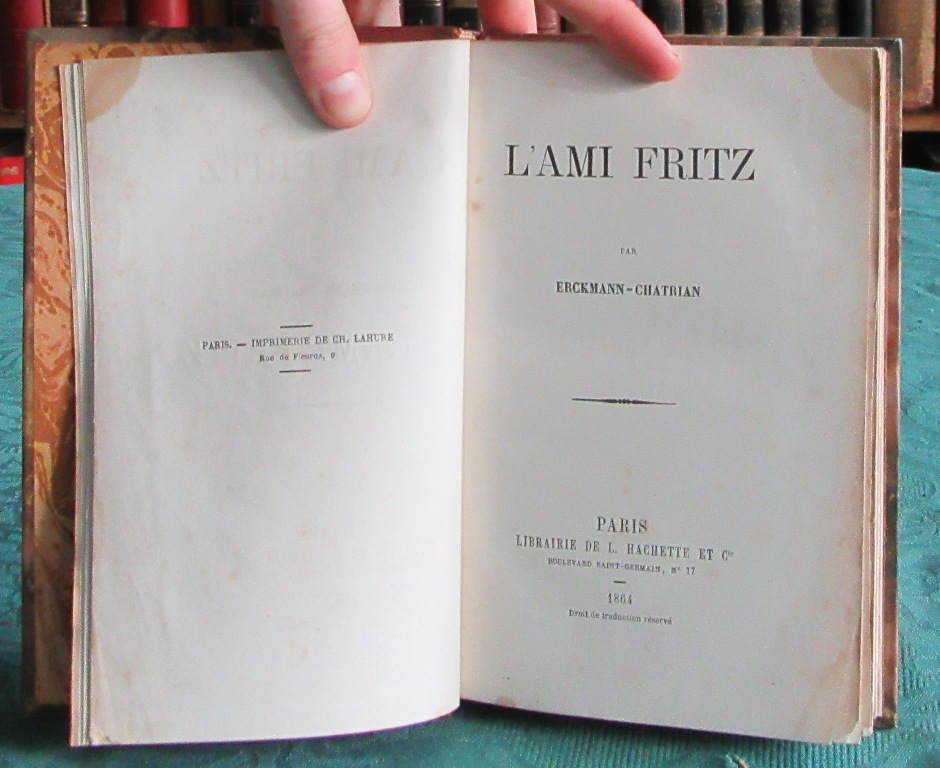 PARIS. — IMPRIMERIE DE CH. LAHURE
Rue de Fleurus, 9
L'AMI FRITZ
PAR
ERCKMANN-CHATRIAN
PARIS
LIBRAIRIE DE L. HACHETTE ET Cie
BOULEVARD SAINT-GERMAIN, N° 77
1864
Droit de traduction réservé